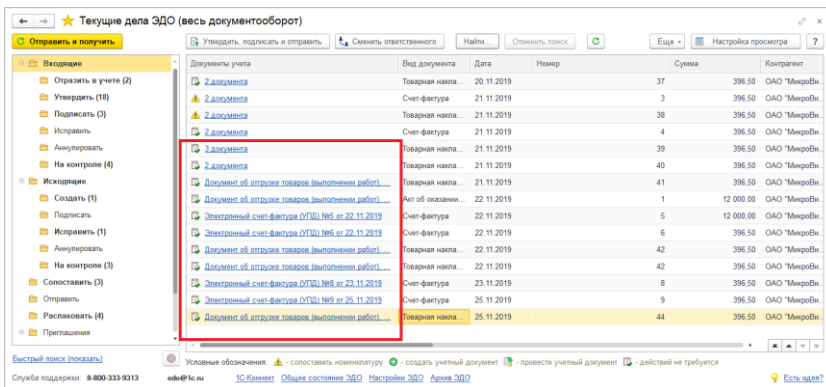 Текущие дела ЭДО (весь документооборот)
Отправить и получить Утвердить, подписать и отправить Сменить ответственного Найти... Отменить поиск Еще Настройка просмотра ?
Входящие
Отразить в учете (2)
Утвердить (18)
Подписать (3)
Исправить
Аннулировать
На контроле (4)
Исходящие
Создать (1)
Подписать
Исправить (1)
Аннулировать
На контроле (3)
Сопоставить (3)
Отправить
Распаковать (4)
Приглашения
Документы учета Вид документа Дата Номер Сумма Контрагент
2 документа Товарная накла... 20.11.2019 37 396,50 ОАО "МикроВи...
2 документа Счет-фактура 21.11.2019 3 396,50 ОАО "МикроВи...
2 документа Товарная накла... 21.11.2019 38 396,50 ОАО "МикроВи...
2 документа Счет-фактура 21.11.2019 4 396,50 ОАО "МикроВи...
3 документа Товарная накла... 21.11.2019 39 396,50 ОАО "МикроВи...
2 документа Товарная накла... 21.11.2019 40 396,50 ОАО "МикроВи...
Документ об отгрузке товаров (выполнении работ), ... Товарная накла... 21.11.2019 41 396,50 ОАО "МикроВи...
Документ об отгрузке товаров (выполнении работ), ... Акт об оказании... 22.11.2019 1 12 000,00 ОАО "МикроВи...
Электронный счет-фактура (УПД) №5 от 22.11.2019 Счет-фактура 22.11.2019 5 12 000,00 ОАО "МикроВи...
Электронный счет-фактура (УПД) №6 от 22.11.2019 Счет-фактура 22.11.2019 6 396,50 ОАО "МикроВи...
Документ об отгрузке товаров (выполнении работ), ... Товарная накла... 22.11.2019 42 396,50 ОАО "МикроВи...
Документ об отгрузке товаров (выполнении работ), ... Товарная накла... 22.11.2019 42 396,50 ОАО "МикроВи...
Электронный счет-фактура (УПД) №8 от 23.11.2019 Счет-фактура 23.11.2019 8 396,50 ОАО "МикроВи...
Электронный счет-фактура (УПД) №9 от 25.11.2019 Счет-фактура 25.11.2019 9 396,50 ОАО "МикроВи...
Документ об отгрузке товаров (выполнении работ), ... Товарная накла... 25.11.2019 44 396,50 ОАО "МикроВи...
Быстрый поиск (показать) Условные обозначения: - сопоставить номенклатуру - создать учетный документ - провести учетный документ - действий не требуется
Служба поддержки: 8-800-333-9313 edo@1c.ru 1С-Коннект Общее состояние ЭДО Настройки ЭДО Архив ЭДО Есть идея?